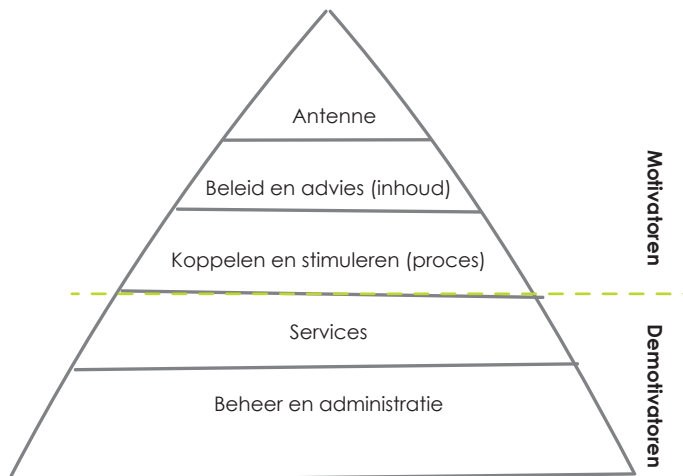 Antenne
Beleid en advies (inhoud)
Koppelen en stimuleren (proces)
Services
Beheer en administratie
Motivatoren
Demotivatoren